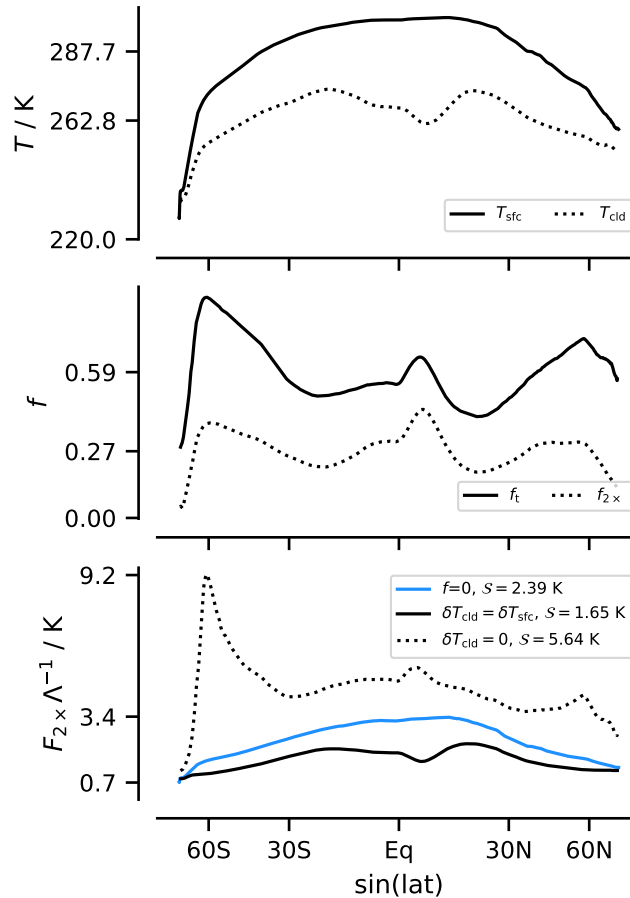 287.7
262.8
220.0
T / K
T_sfc T_cld
0.59
0.27
0.00
f
f_t f_2×
9.2
3.4
0.7
F_2× Λ⁻¹ / K
f=0, 𝒮 = 2.39 K
δT_cld = δT_sfc, 𝒮 = 1.65 K
δT_cld = 0, 𝒮 = 5.64 K
60S 30S Eq 30N 60N
sin(lat)